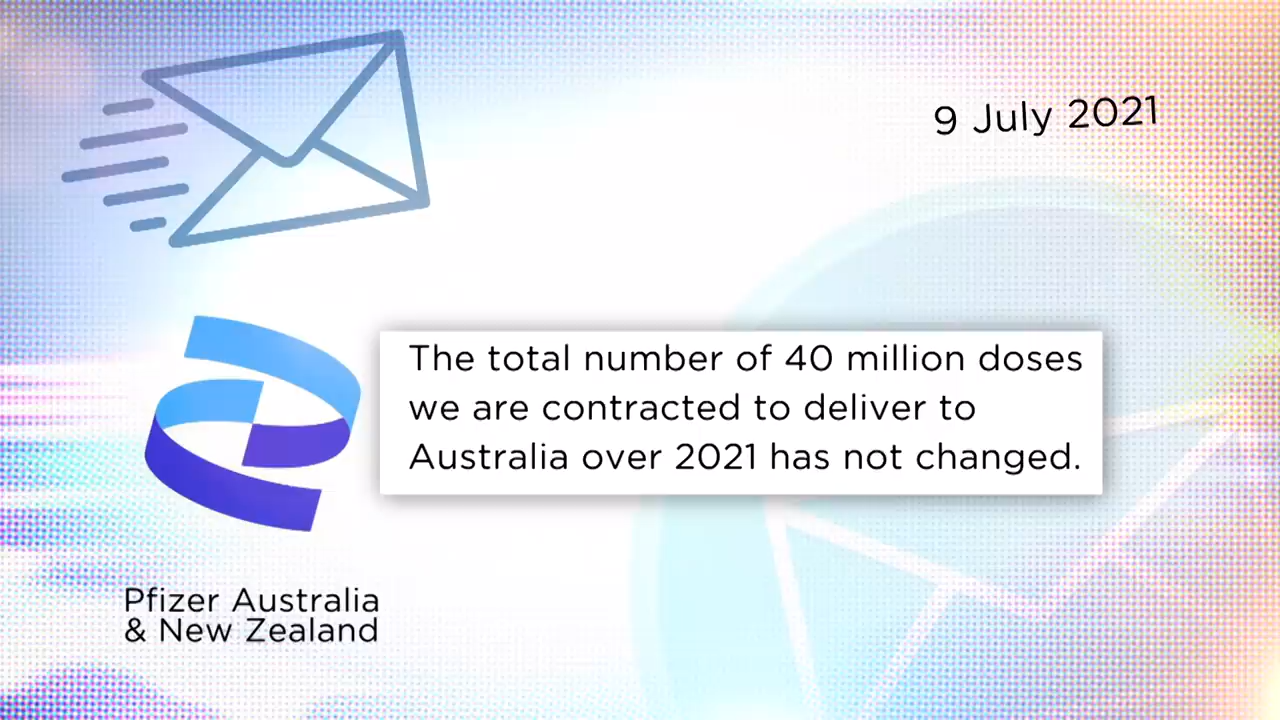 9 July 2021
The total number of 40 million doses
we are contracted to deliver to
Australia over 2021 has not changed.
Pfizer Australia
& New Zealand